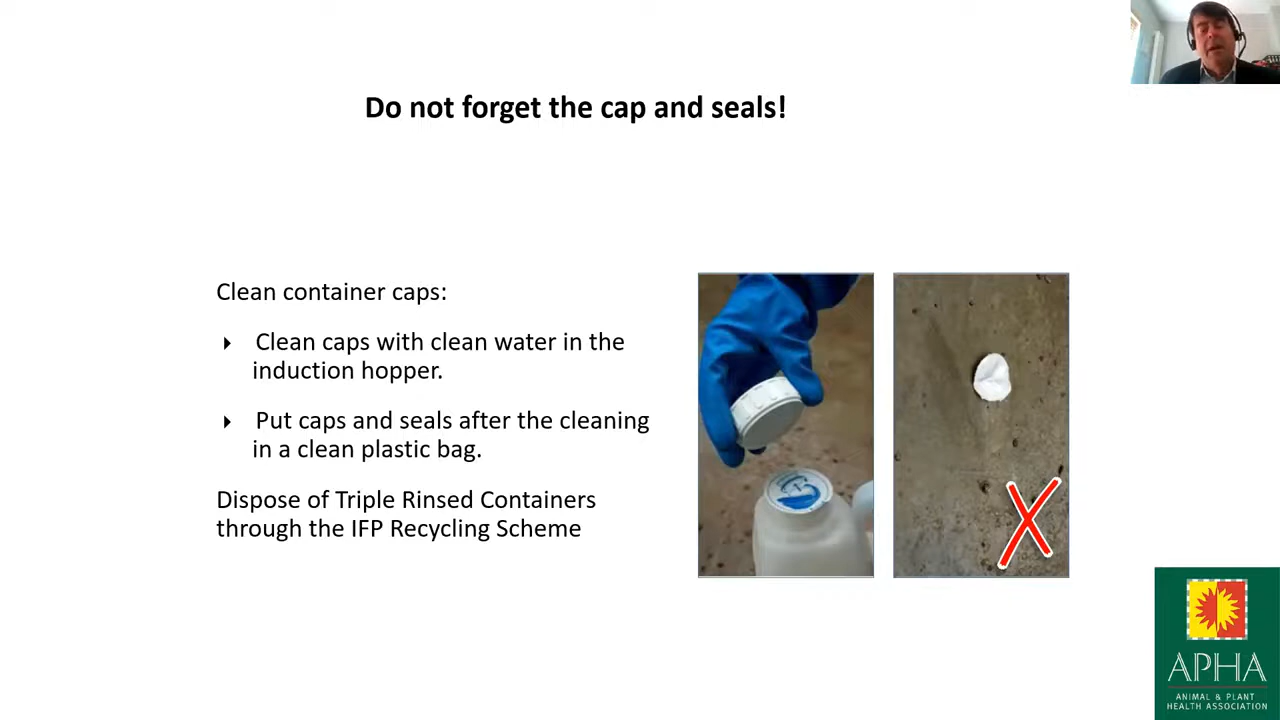 Do not forget the cap and seals!
Clean container caps:
Clean caps with clean water in the
induction hopper.
Put caps and seals after the cleaning
in a clean plastic bag.
Dispose of Triple Rinsed Containers
through the IFP Recycling Scheme
APHA
ANIMAL & PLANT
HEALTH ASSOCIATION